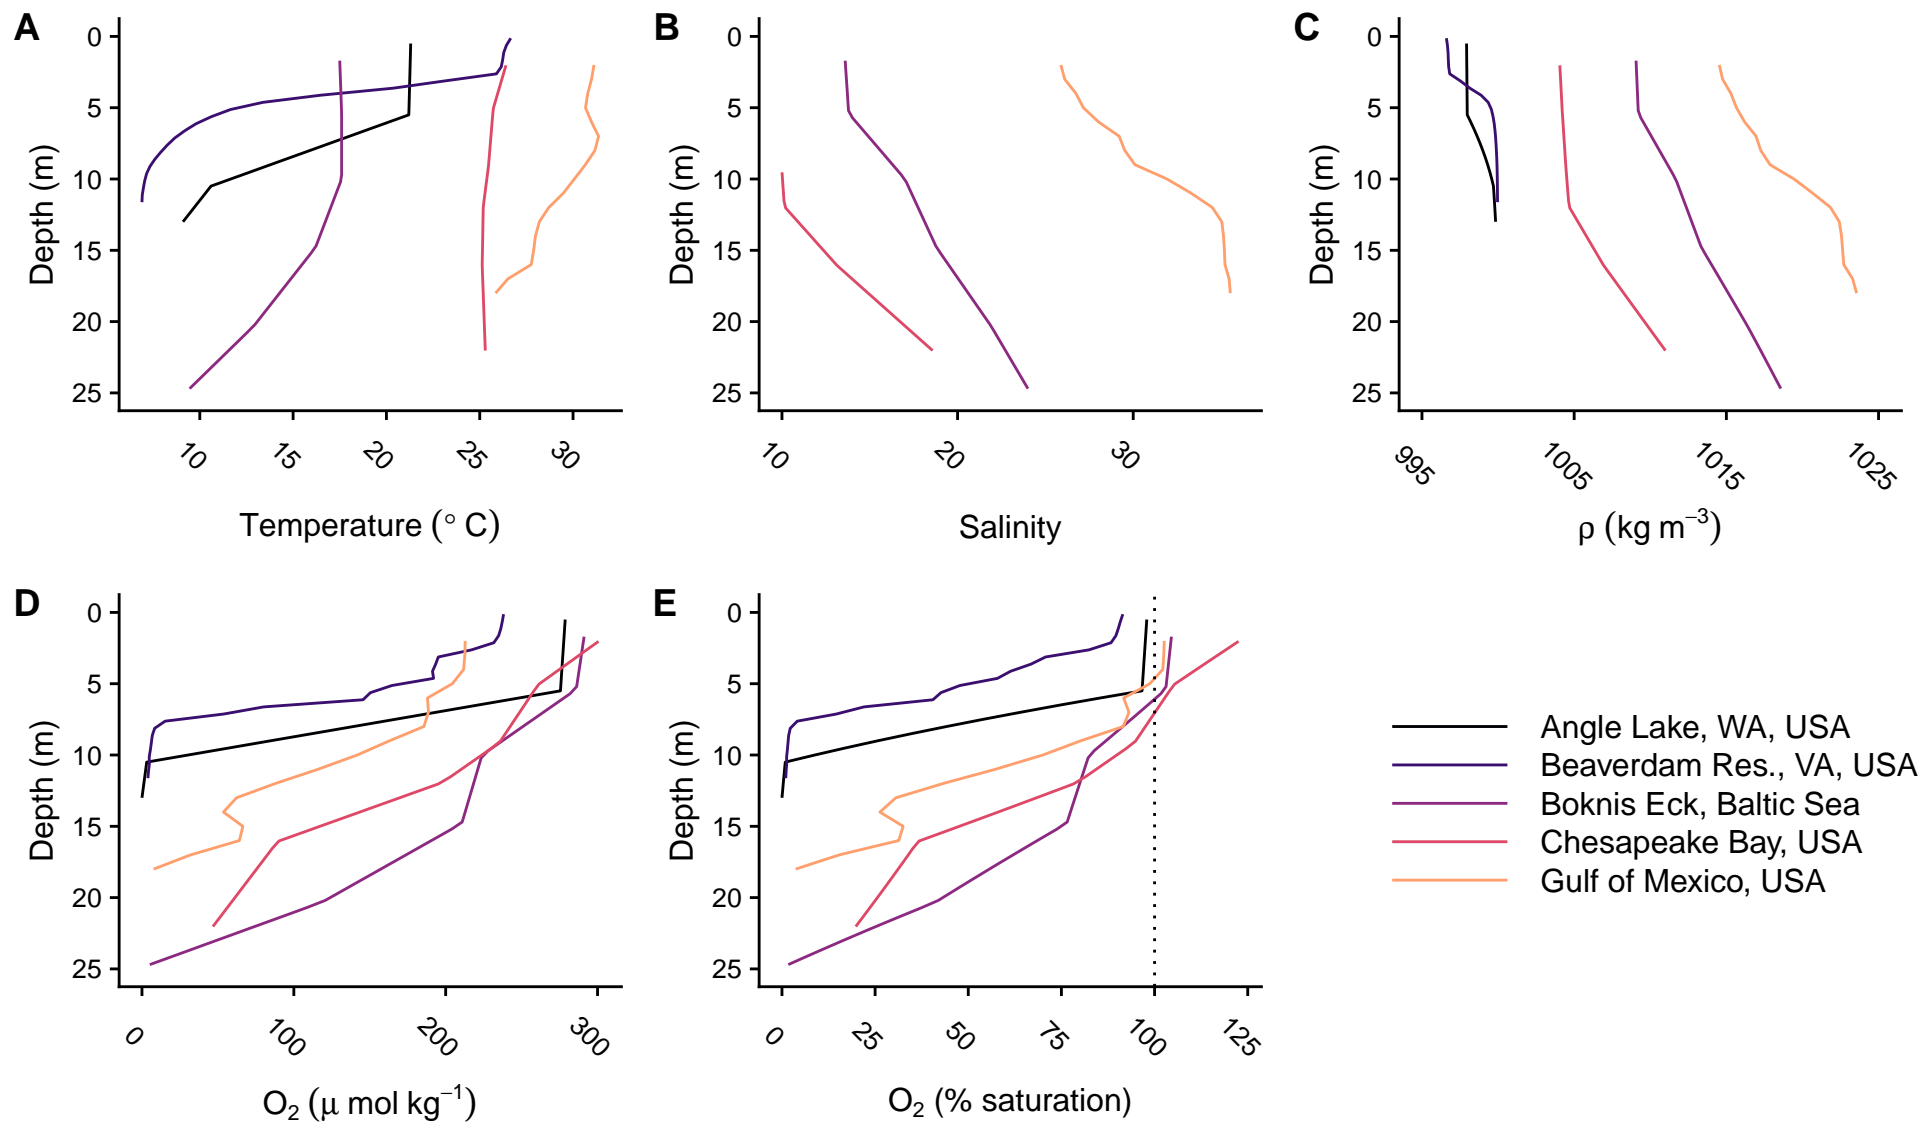 A
0
5
10
15
20
25
Depth (m)
10
15
20
25
30
Temperature (° C)
B
0
5
10
15
20
25
Depth (m)
10
20
30
Salinity
C
0
5
10
15
20
25
Depth (m)
995
1005
1015
1025
ρ (kg m⁻³)
D
0
5
10
15
20
25
Depth (m)
0
100
200
300
O₂ (μ mol kg⁻¹)
E
0
5
10
15
20
25
Depth (m)
0
25
50
75
100
125
O₂ (% saturation)
Angle Lake, WA, USA
Beaverdam Res., VA, USA
Boknis Eck, Baltic Sea
Chesapeake Bay, USA
Gulf of Mexico, USA